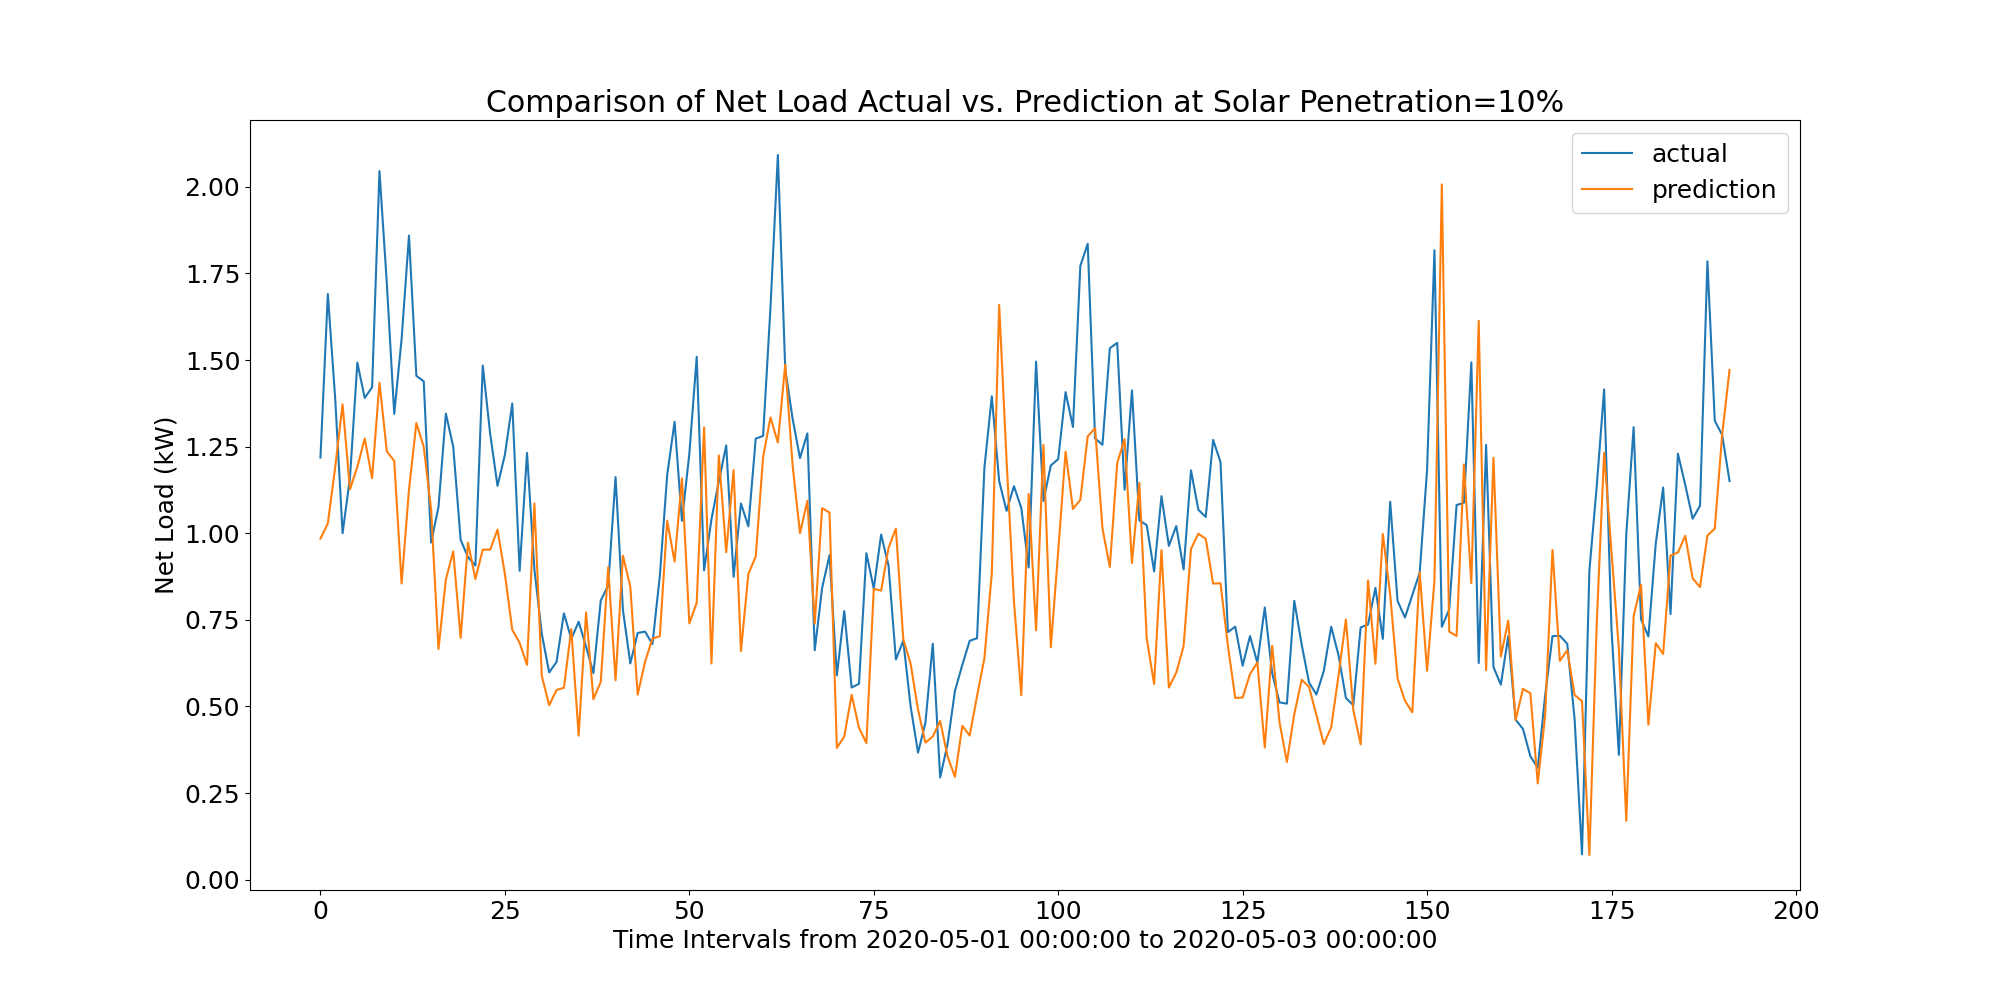 Comparison of Net Load Actual vs. Prediction at Solar Penetration=10%
actual
prediction
Net Load (kW)
2.00
1.75
1.50
1.25
1.00
0.75
0.50
0.25
0.00
0 25 50 75 100 125 150 175 200
Time Intervals from 2020-05-01 00:00:00 to 2020-05-03 00:00:00